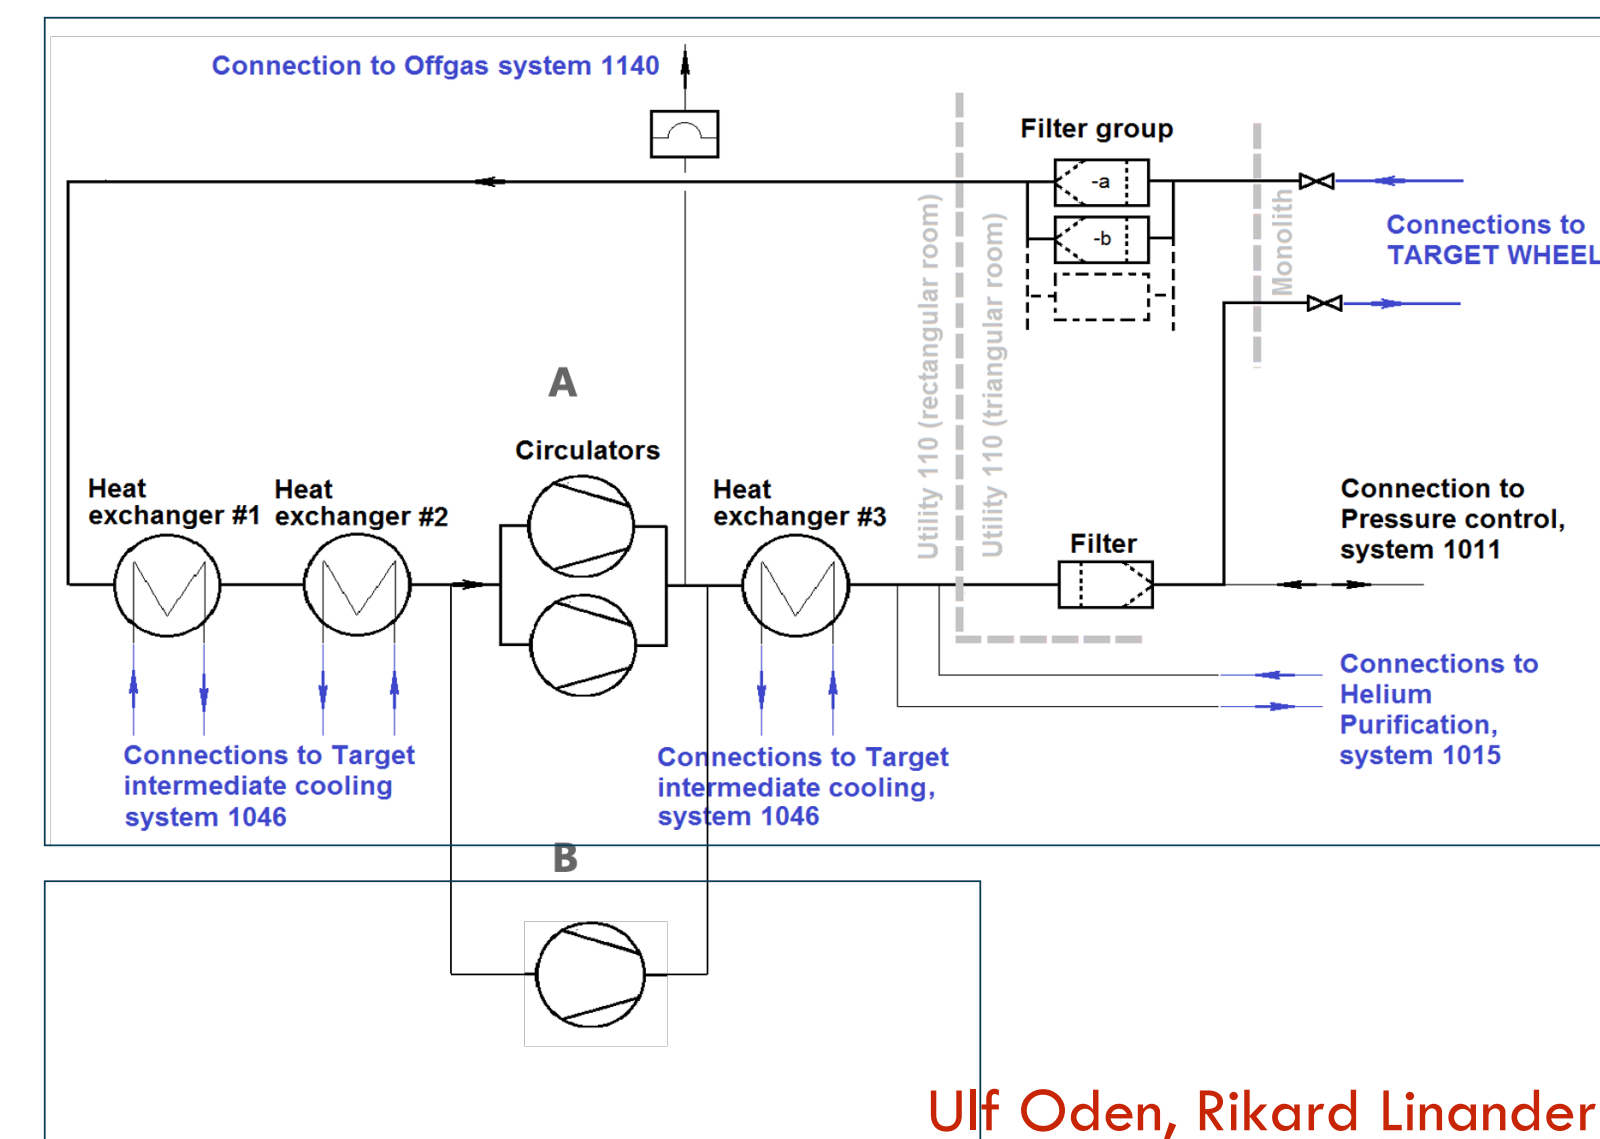 Connection to Offgas system 1140
Filter group
-a
-b
Monolith
Connections to
TARGET WHEEL
Utility 110 (rectangular room)
Utility 110 (triangular room)
A
Circulators
Heat
exchanger #1
Heat
exchanger #2
Heat
exchanger #3
Filter
Connection to
Pressure control,
system 1011
Connections to
Helium
Purification,
system 1015
Connections to Target
intermediate cooling
system 1046
Connections to Target
intermediate cooling,
system 1046
B
Ulf Oden, Rikard Linander